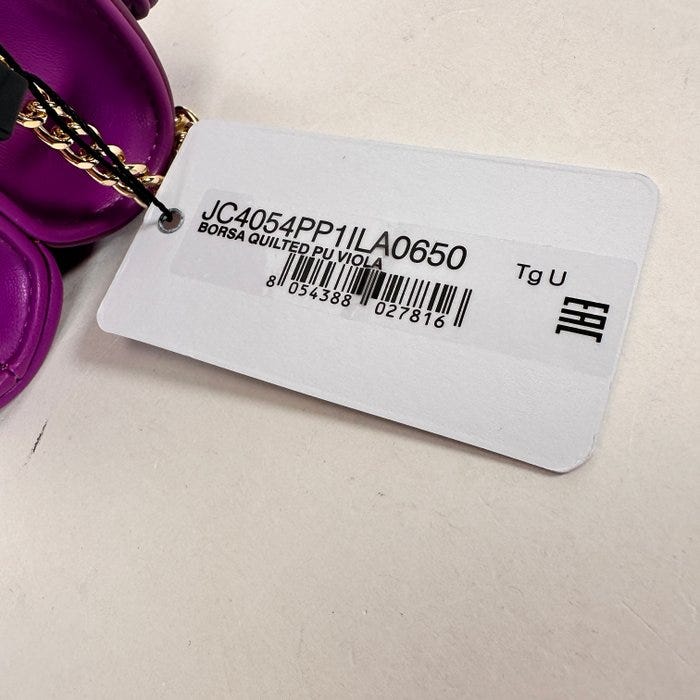 JC4054PP1ILA0650
BORSA QUILTED PU VIOLA
Tg U
8 054388 027816
EAC